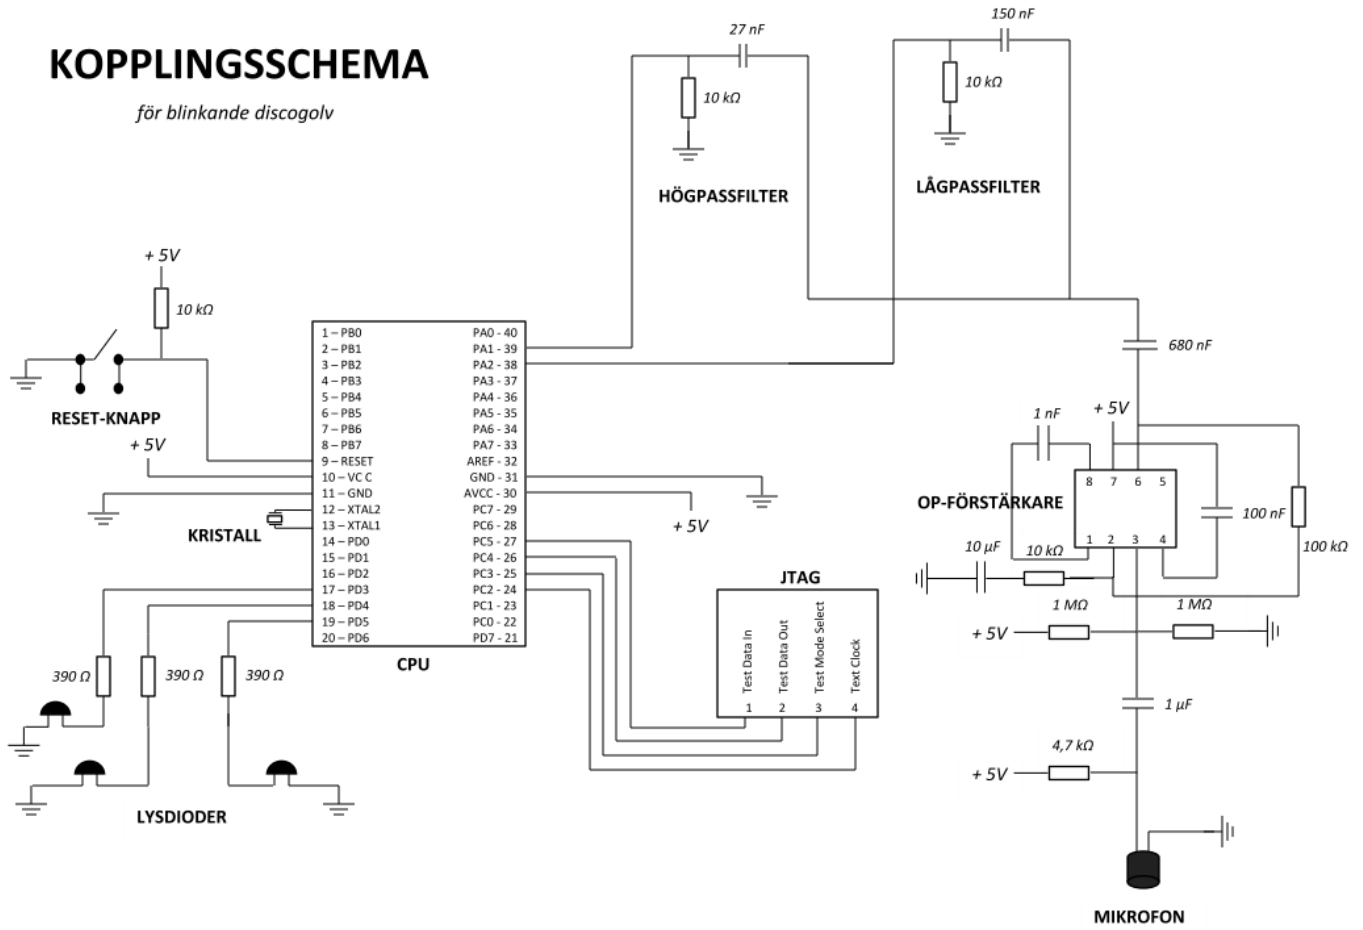 KOPPLINGSSCHEMA
för blinkande discogolv
27 nF
10 kΩ
HÖGPASSFILTER
150 nF
10 kΩ
LÅGPASSFILTER
+ 5V
10 kΩ
RESET-KNAPP
+ 5V
KRISTALL
1 – PB0
2 – PB1
3 – PB2
4 – PB3
5 – PB4
6 – PB5
7 – PB6
8 – PB7
9 – RESET
10 – VC C
11 – GND
12 – XTAL2
13 – XTAL1
14 – PD0
15 – PD1
16 – PD2
17 – PD3
18 – PD4
19 – PD5
20 – PD6
PA0 - 40
PA1 - 39
PA2 - 38
PA3 - 37
PA4 - 36
PA5 - 35
PA6 - 34
PA7 - 33
AREF - 32
GND - 31
AVCC - 30
PC7 - 29
PC6 - 28
PC5 - 27
PC4 - 26
PC3 - 25
PC2 - 24
PC1 - 23
PC0 - 22
PD7 - 21
CPU
+ 5V
390 Ω
390 Ω
390 Ω
LYSDIODER
JTAG
Test Data In
Test Data Out
Test Mode Select
Text Clock
1 2 3 4
680 nF
1 nF
+ 5V
8 7 6 5
OP-FÖRSTÄRKARE
1 2 3 4
100 nF
100 kΩ
10 µF
10 kΩ
1 MΩ
1 MΩ
+ 5V
1 µF
4,7 kΩ
+ 5V
MIKROFON